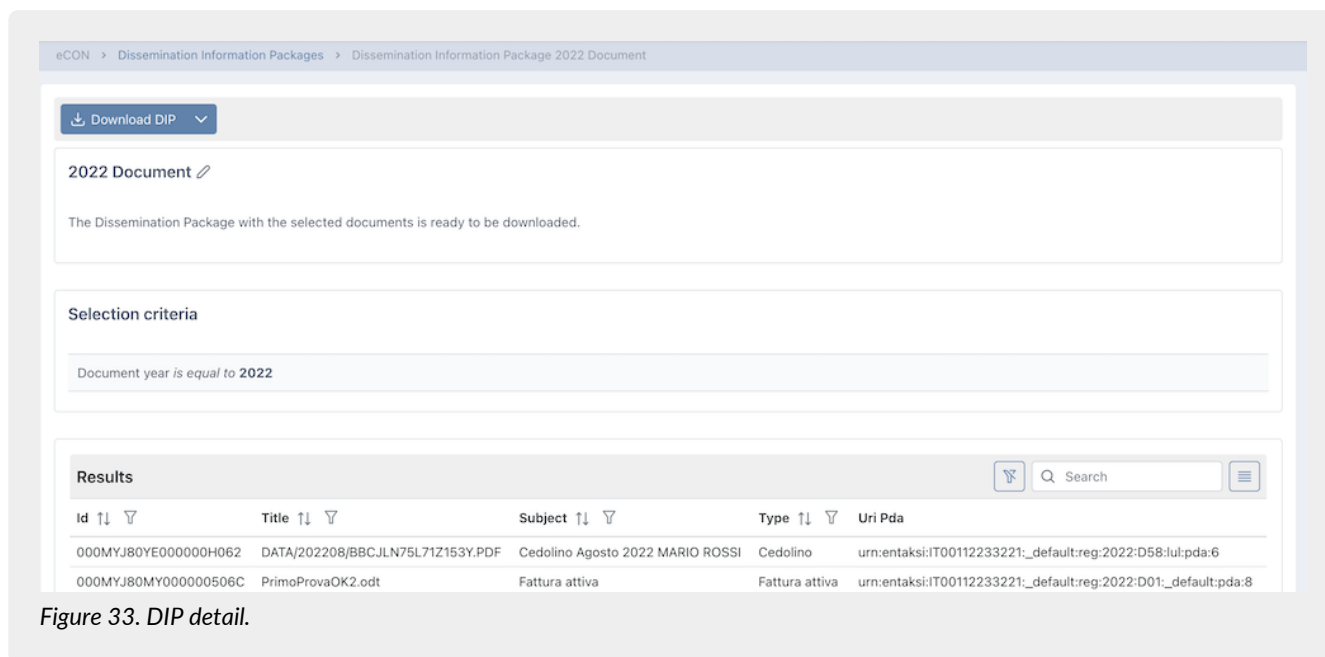 eCON > Dissemination Information Packages > Dissemination Information Package 2022 Document
Download DIP
2022 Document
The Dissemination Package with the selected documents is ready to be downloaded.
Selection criteria
Document year is equal to 2022
Results Search
Id Title Subject Type Uri Pda
000MYJ80YE000000H062 DATA/202208/BBCJLN75L71Z153Y.PDF Cedolino Agosto 2022 MARIO ROSSI Cedolino urn:entaksi:IT00112233221:_default:reg:2022:D58:lul:pda:6
000MYJ80MY000000506C PrimoProvaOK2.odt Fattura attiva Fattura attiva urn:entaksi:IT00112233221:_default:reg:2022:D01:_default:pda:8
Figure 33. DIP detail.